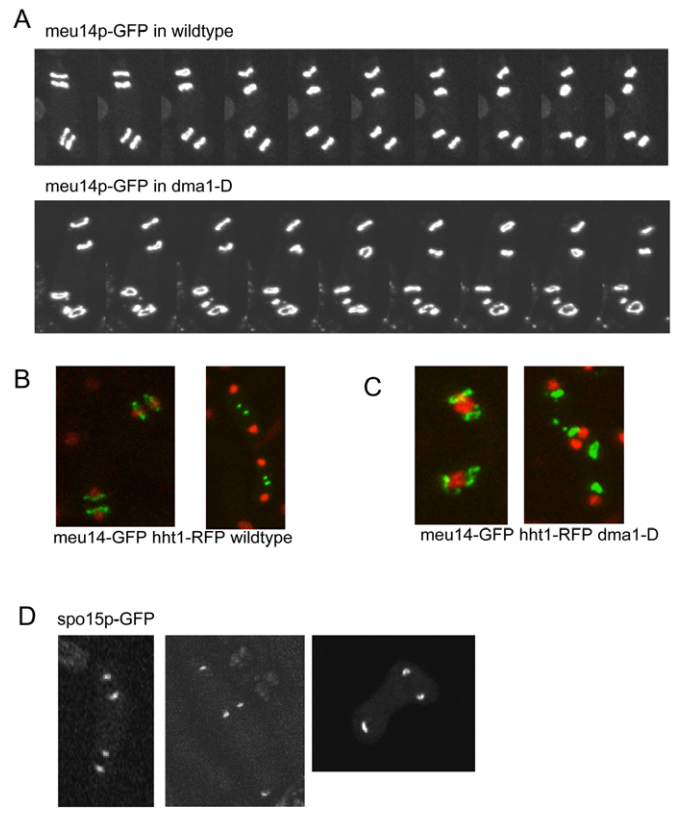 A
meu14p-GFP in wildtype
meu14p-GFP in dma1-D
B
C
meu14-GFP hht1-RFP wildtype
meu14-GFP hht1-RFP dma1-D
D
spo15p-GFP